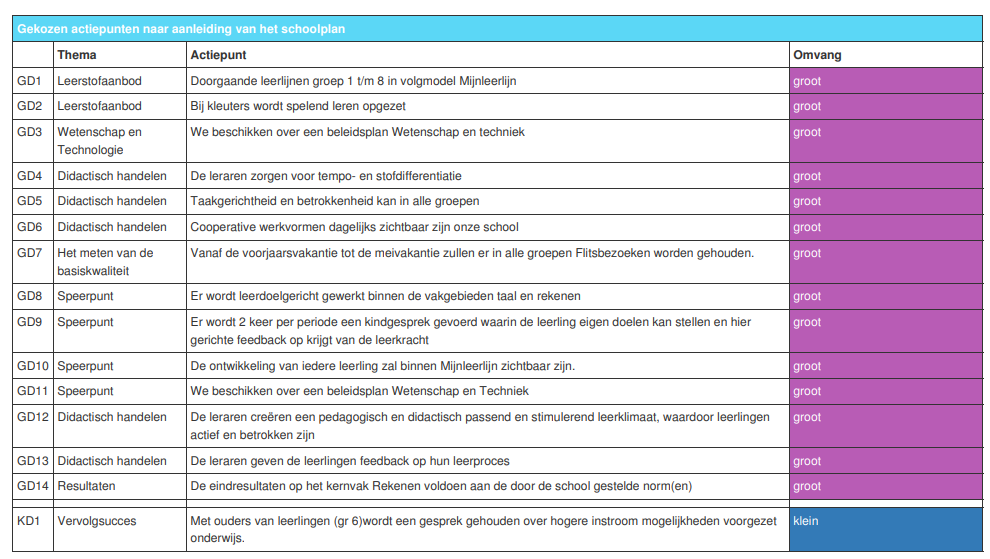 Gekozen actiepunten naar aanleiding van het schoolplan
Thema Actiepunt Omvang
GD1 Leerstofaanbod Doorgaande leerlijnen groep 1 t/m 8 in volgmodel Mijnleerlijn groot
GD2 Leerstofaanbod Bij kleuters wordt spelend leren opgezet groot
GD3 Wetenschap en We beschikken over een beleidsplan Wetenschap en techniek groot
Technologie
GD4 Didactisch handelen De leraren zorgen voor tempo- en stofdifferentiatie groot
GD5 Didactisch handelen Taakgerichtheid en betrokkenheid kan in alle groepen groot
GD6 Didactisch handelen Cooperative werkvormen dagelijks zichtbaar zijn onze school groot
GD7 Het meten van de Vanaf de voorjaarsvakantie tot de meivakantie zullen er in alle groepen Flitsbezoeken worden gehouden. groot
basiskwaliteit
GD8 Speerpunt Er wordt leerdoelgericht gewerkt binnen de vakgebieden taal en rekenen groot
GD9 Speerpunt Er wordt 2 keer per periode een kindgesprek gevoerd waarin de leerling eigen doelen kan stellen en hier groot
gerichte feedback op krijgt van de leerkracht
GD10 Speerpunt De ontwikkeling van iedere leerling zal binnen Mijnleerlijn zichtbaar zijn. groot
GD11 Speerpunt We beschikken over een beleidsplan Wetenschap en Techniek groot
GD12 Didactisch handelen De leraren creëren een pedagogisch en didactisch passend en stimulerend leerklimaat, waardoor leerlingen groot
actief en betrokken zijn
GD13 Didactisch handelen De leraren geven de leerlingen feedback op hun leerproces groot
GD14 Resultaten De eindresultaten op het kernvak Rekenen voldoen aan de door de school gestelde norm(en) groot
KD1 Vervolgsucces Met ouders van leerlingen (gr 6)wordt een gesprek gehouden over hogere instroom mogelijkheden voorgezet klein
onderwijs.